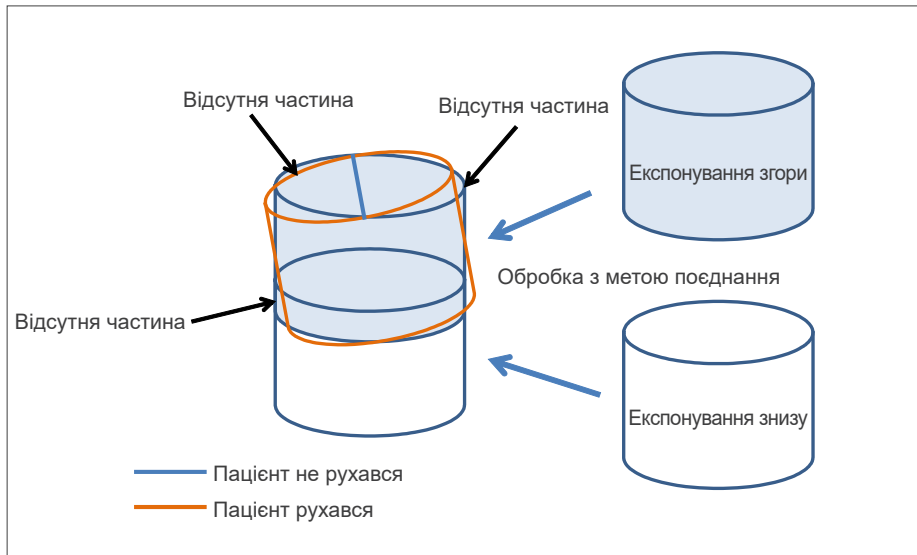 Відсутня частина
Відсутня частина
Експонування згори
Обробка з метою поєднання
Відсутня частина
Експонування знизу
Пацієнт не рухався
Пацієнт рухався